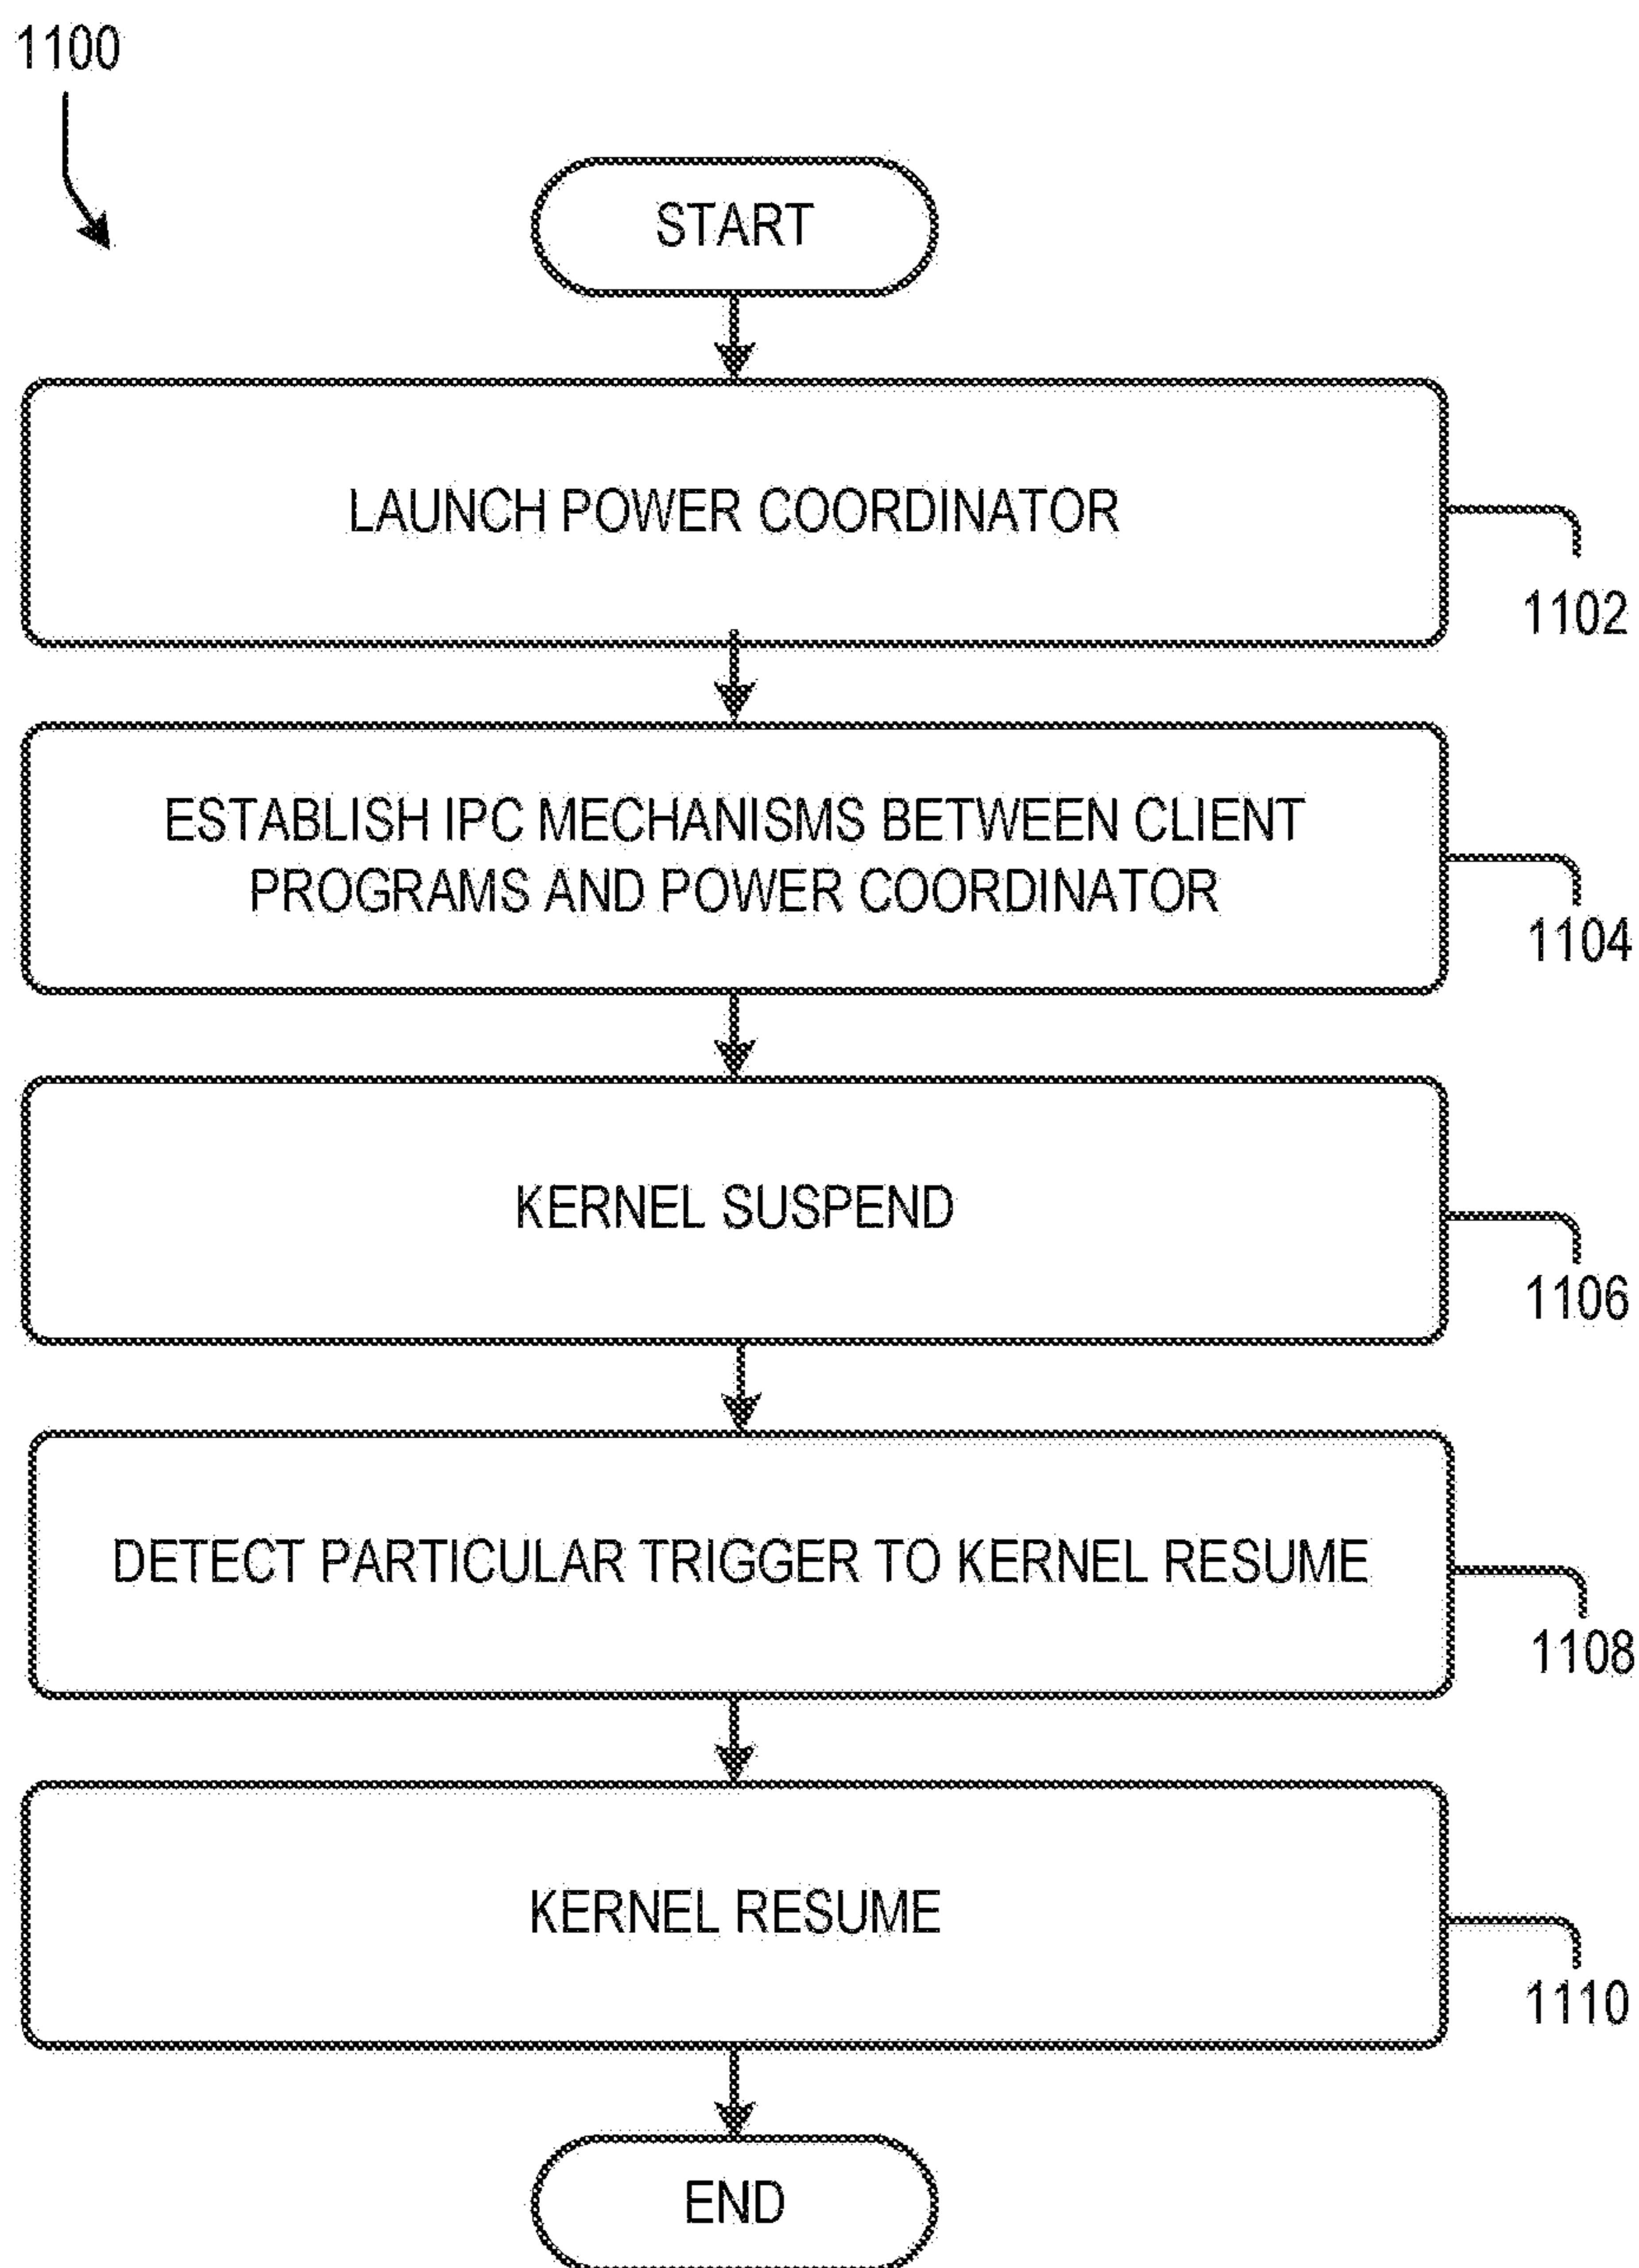 1100
START
LAUNCH POWER COORDINATOR
1102
ESTABLISH IPC MECHANISMS BETWEEN CLIENT
PROGRAMS AND POWER COORDINATOR
1104
KERNEL SUSPEND
1106
DETECT PARTICULAR TRIGGER TO KERNEL RESUME
1108
KERNEL RESUME
1110
END